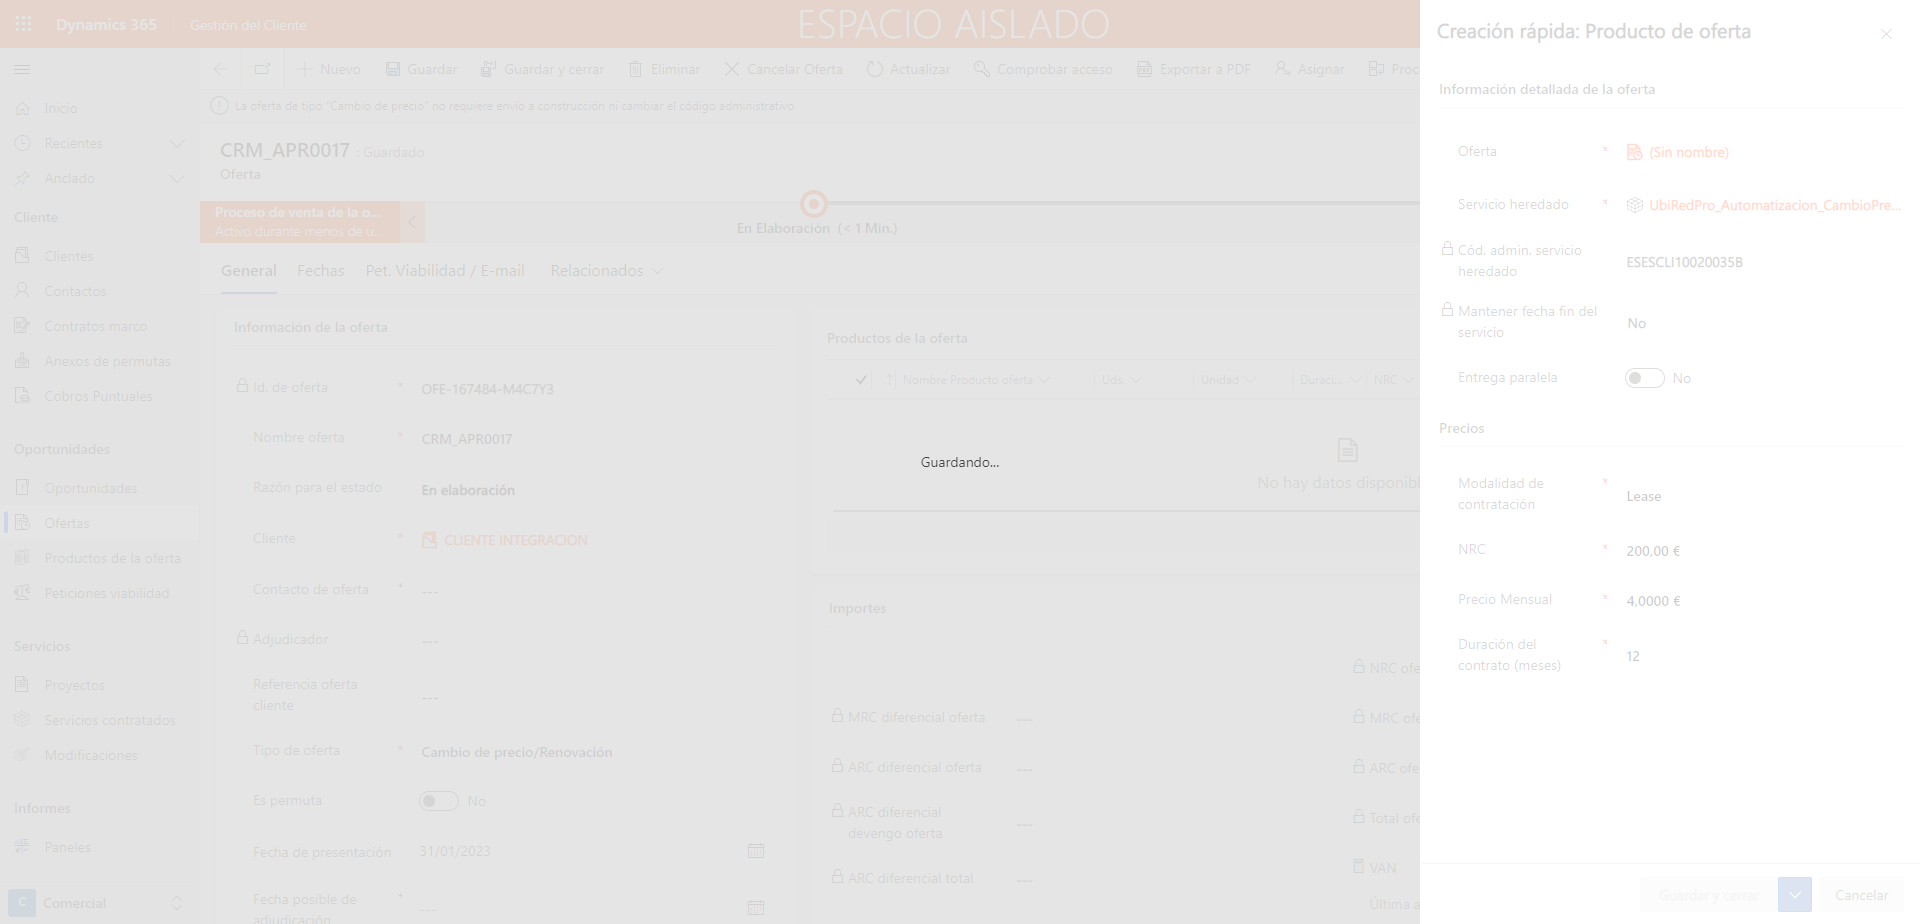 Dynamics 365
Gestión del Cliente
ESPACIO AISLADO
Nuevo
Guardar
Guardar y cerrar
Eliminar
Cancelar Oferta
Actualizar
Comprobar acceso
Exportar a PDF
Asignar
Proc
La oferta de tipo "Cambio de precio" no requiere envío a construcción ni cambiar el código administrativo
Inicio
Recientes
Anclado
Cliente
Clientes
Contactos
Contratos marco
Anexos de permutas
Cobros Puntuales
Oportunidades
Oportunidades
Ofertas
Productos de la oferta
Peticiones viabilidad
Servicios
Proyectos
Servicios contratados
Modificaciones
Informes
Paneles
C Comercial
CRM_APR0017 : Guardado
Oferta
Proceso de venta de la o...
Activo durante menos de u...
En Elaboración (< 1 Min.)
General
Fechas
Pet. Viabilidad / E-mail
Relacionados
Información de la oferta
Id. de oferta * OFE-167484-M4C7Y3
Nombre oferta * CRM_APR0017
Razón para el estado En elaboración
Cliente * CLIENTE INTEGRACION
Contacto de oferta * ---
Adjudicador ---
Referencia oferta
cliente ---
Tipo de oferta * Cambio de precio/Renovación
Es permuta No
Fecha de presentación 31/01/2023
Fecha posible de * ---
adjudicación
Productos de la oferta
Nombre Producto oferta
Uds.
Unidad
Duraci...
NRC
Guardando...
No hay datos disponibl
Importes
NRC ofe
MRC diferencial oferta ---
MRC ofe
ARC diferencial oferta ---
ARC ofe
ARC diferencial
devengo oferta ---
Total ofe
ARC diferencial total ---
VAN
Última a
Creación rápida: Producto de oferta
Información detallada de la oferta
Oferta * (Sin nombre)
Servicio heredado * UbiRedPro_Automatizacion_CambioPre...
Cód. admin. servicio
heredado ESESCLI10020035B
Mantener fecha fin del
servicio No
Entrega paralela No
Precios
Modalidad de *
contratación Lease
NRC * 200,00 €
Precio Mensual * 4,0000 €
Duración del *
contrato (meses) 12
Guardar y cerrar
Cancelar